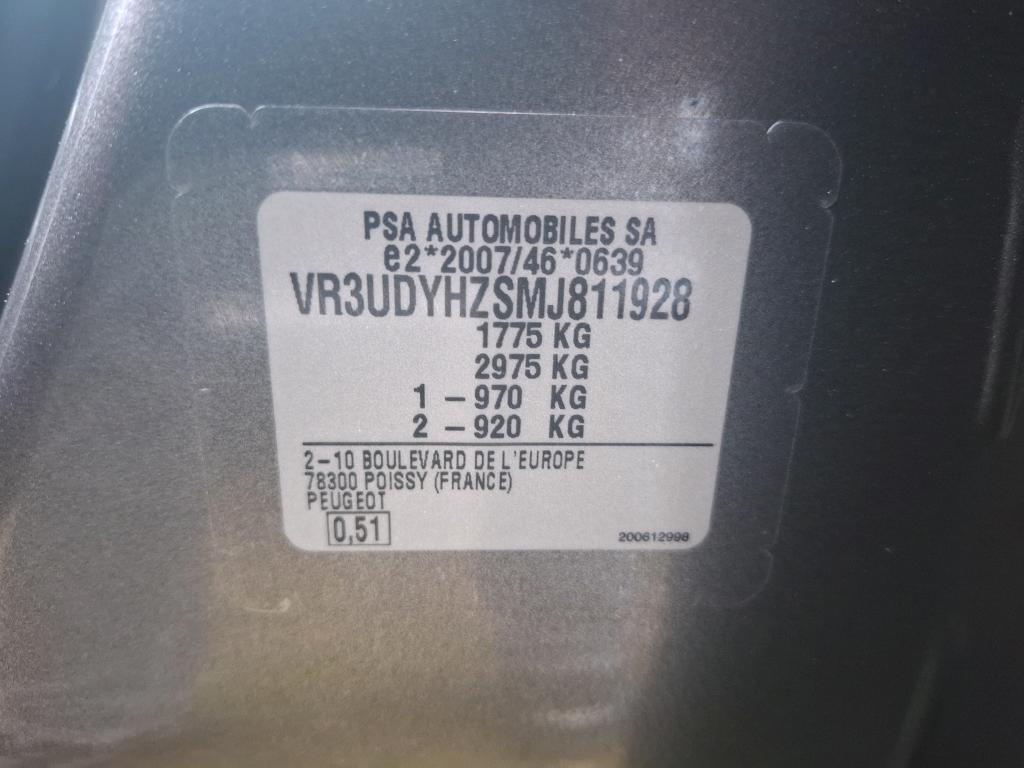 PSA AUTOMOBILES SA
e2*2007/46*0639
VR3UDYHZSMJ811928
1775 KG
2975 KG
1 – 970 KG
2 – 920 KG
2–10 BOULEVARD DE L'EUROPE
78300 POISSY (FRANCE)
PEUGEOT
0,51
200612998